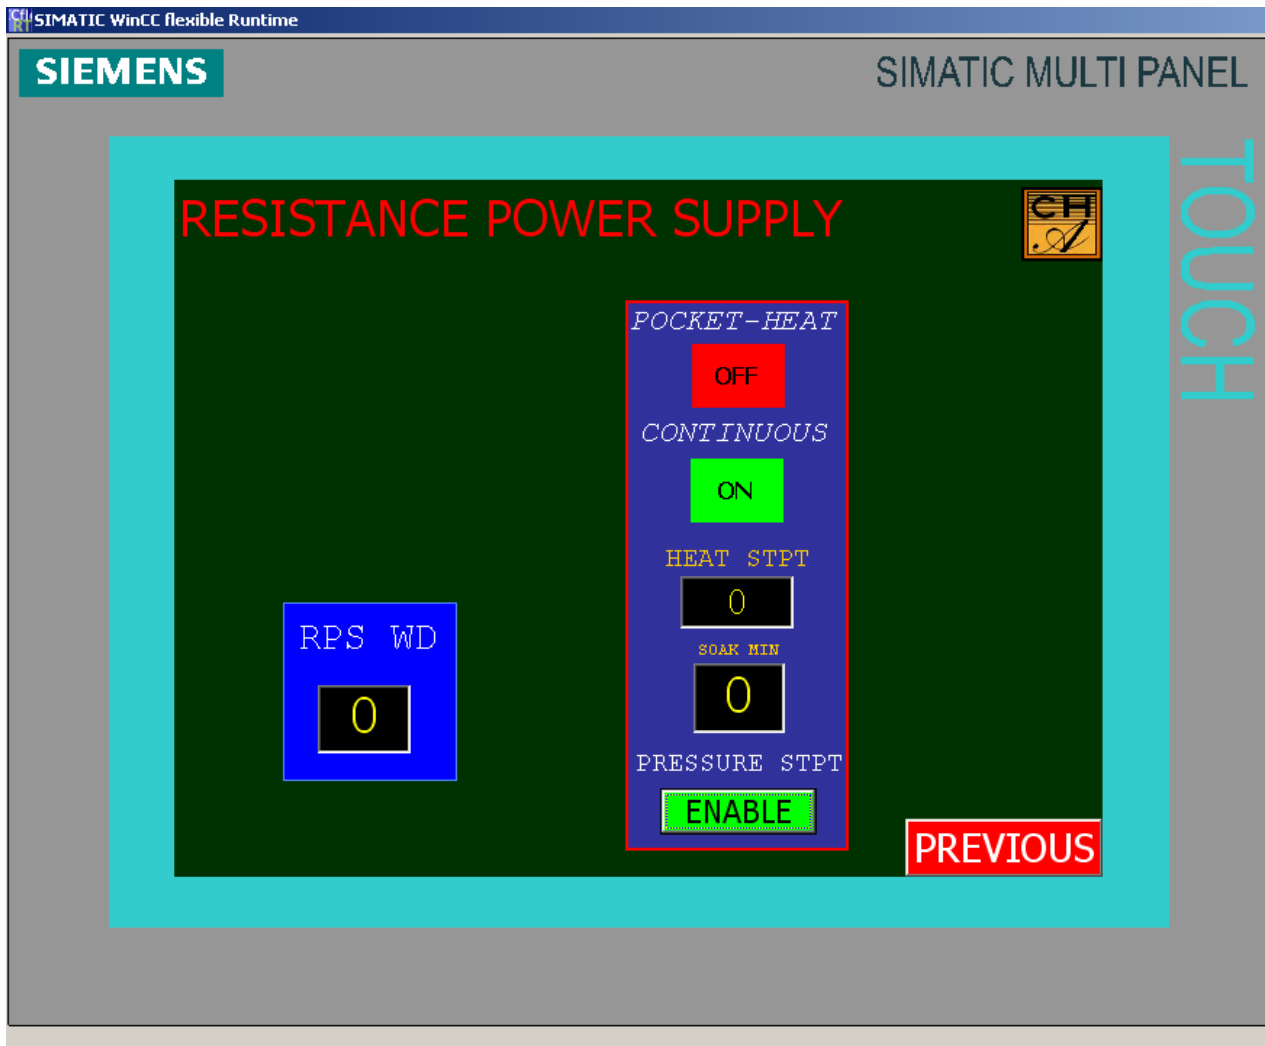 SIMATIC WinCC flexible Runtime
SIEMENS
SIMATIC MULTI PANEL
TOUCH
RESISTANCE POWER SUPPLY
CHA
POCKET-HEAT
OFF
CONTINUOUS
ON
HEAT STPT
0
SOAK MIN
0
PRESSURE STPT
ENABLE
RPS WD
0
PREVIOUS